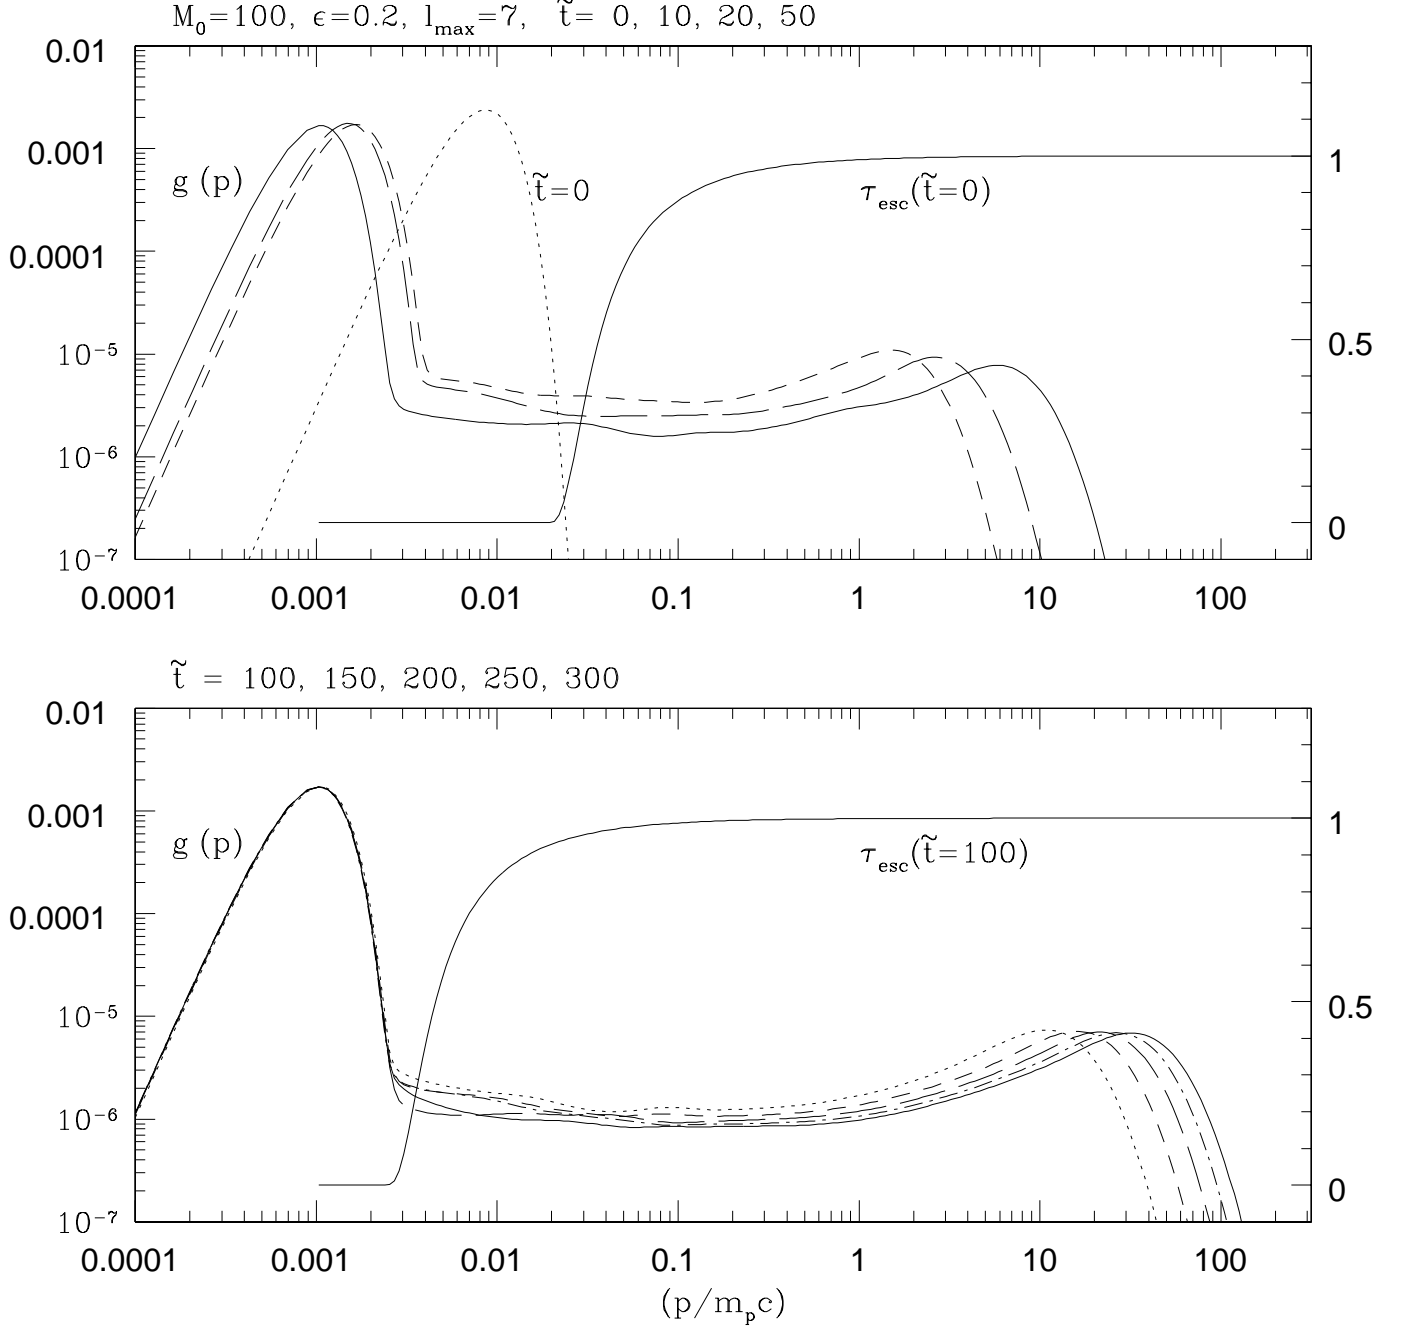 M₀=100, ϵ=0.2, l_max=7, t̃= 0, 10, 20, 50
0.01
0.001
0.0001
10⁻⁵
10⁻⁶
10⁻⁷
g (p)
t̃=0
τ_esc(t̃=0)
1
0.5
0
0.0001 0.001 0.01 0.1 1 10 100
t̃ = 100, 150, 200, 250, 300
0.01
0.001
0.0001
10⁻⁵
10⁻⁶
10⁻⁷
g (p)
τ_esc(t̃=100)
1
0.5
0
0.0001 0.001 0.01 0.1 1 10 100
(p/m_pc)